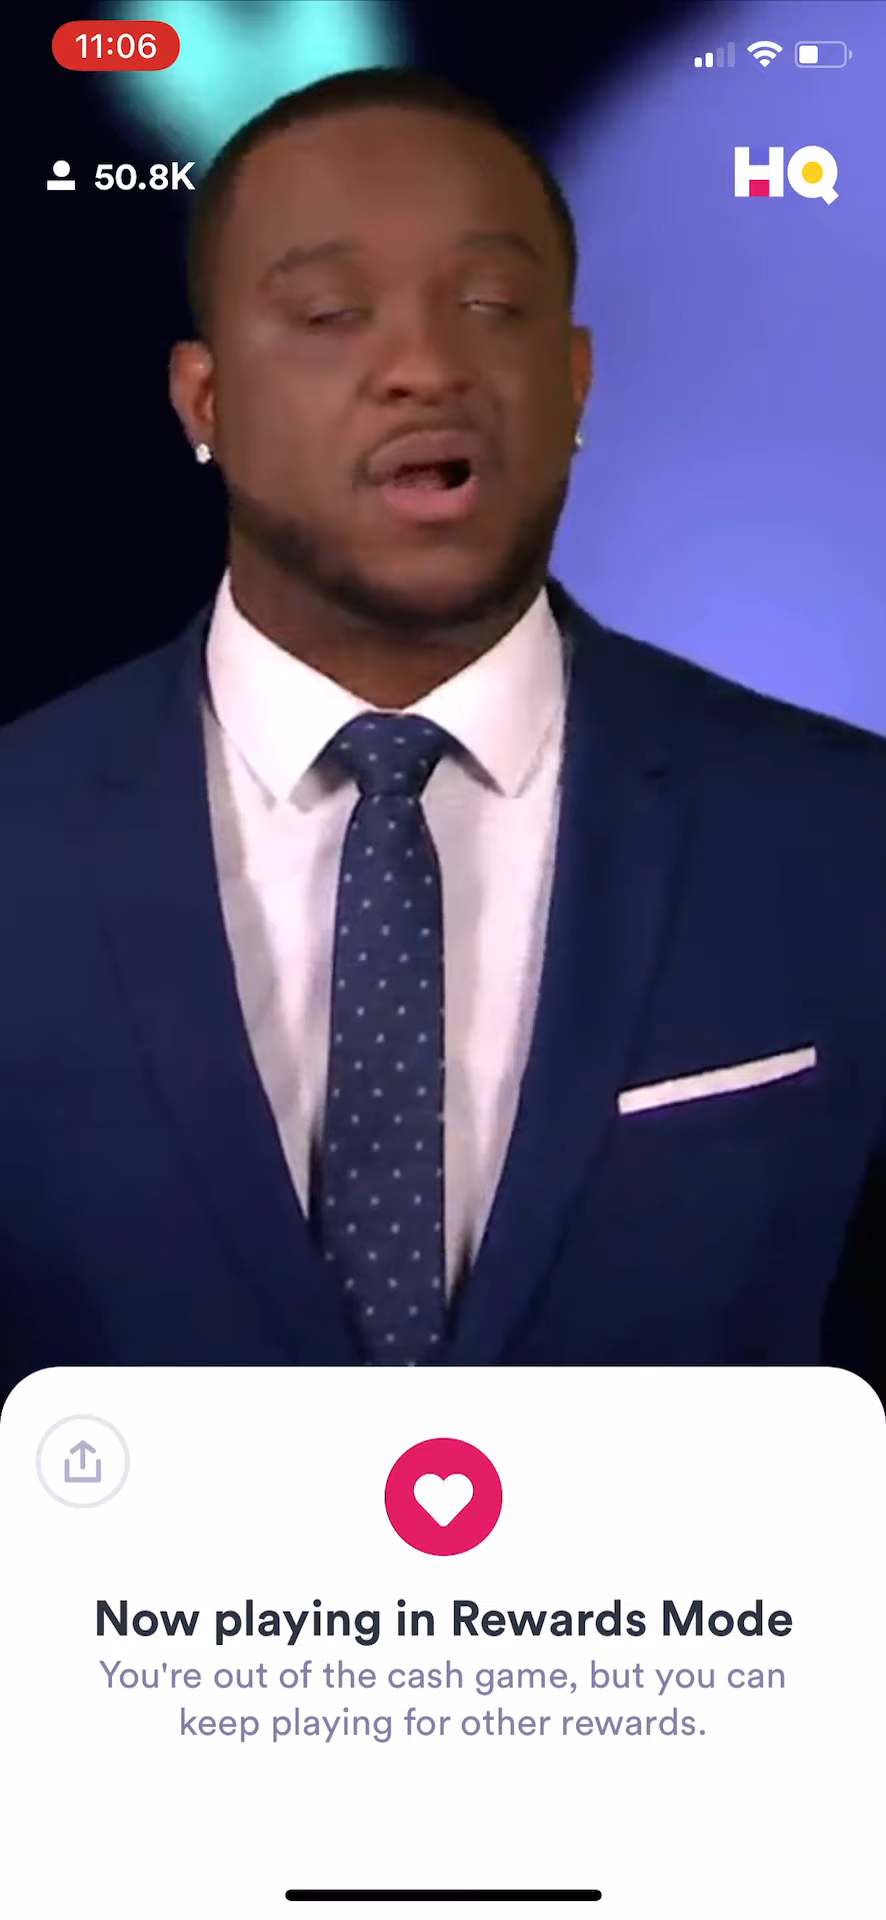 11:06
50.8K
HQ
Now playing in Rewards Mode
You're out of the cash game, but you can
keep playing for other rewards.